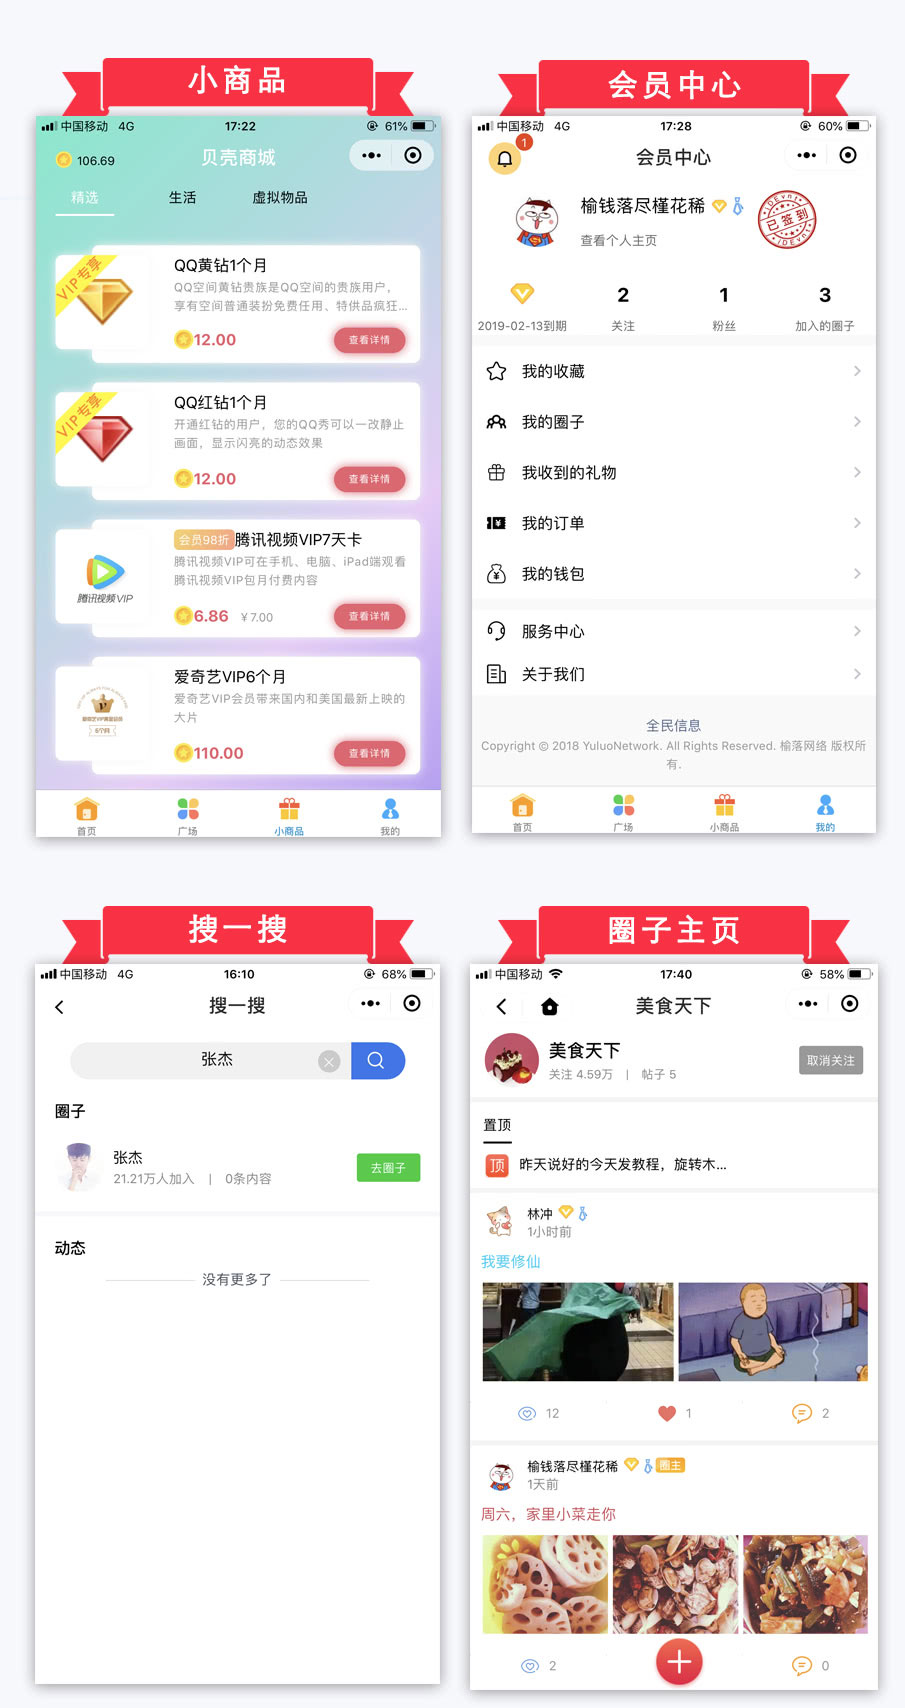 小商品
中国移动 4G 17:22 61%
106.69 贝壳商城
精选 生活 虚拟物品
VIP专享
QQ黄钻1个月
QQ空间黄钻贵族是QQ空间的贵族用户，
享有空间普通装扮免费任用、特供品疯狂...
12.00 查看详情
VIP专享
QQ红钻1个月
开通红钻的用户，您的QQ秀可以一改静止
画面，显示闪亮的动态效果
12.00 查看详情
会员98折 腾讯视频VIP7天卡
腾讯视频VIP可在手机、电脑、iPad端观看
腾讯视频VIP包月付费内容
腾讯视频VIP
6.86 ¥7.00 查看详情
爱奇艺VIP6个月
爱奇艺VIP会员带来国内和美国最新上映的
大片
6个月
110.00 查看详情
首页 广场 小商品 我的
会员中心
中国移动 4G 17:28 60%
1
会员中心
榆钱落尽槿花稀
查看个人主页
已签到
2 1 3
2019-02-13到期 关注 粉丝 加入的圈子
我的收藏
我的圈子
我收到的礼物
我的订单
我的钱包
服务中心
关于我们
全民信息
Copyright © 2018 YuluoNetwork. All Rights Reserved. 榆落网络 版权所
有.
首页 广场 小商品 我的
搜一搜
中国移动 4G 16:10 68%
搜一搜
张杰
圈子
张杰
21.21万人加入 | 0条内容
去圈子
动态
没有更多了
圈子主页
中国移动 17:40 58%
美食天下
美食天下
关注 4.59万 | 帖子 5
取消关注
置顶
顶 昨天说好的今天发教程，旋转木...
林冲
1小时前
我要修仙
12 1 2
榆钱落尽槿花稀 圈主
1天前
周六，家里小菜走你
2 0